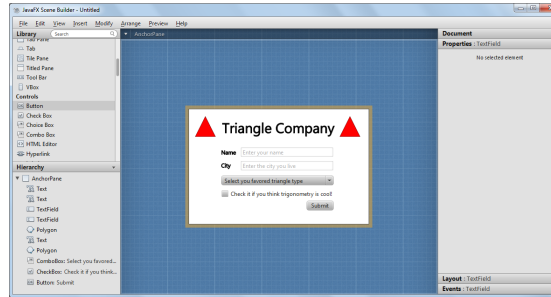 JavaFX Scene Builder - Untitled
File Edit View Insert Modify Arrange Preview Help
Library
Search
AnchorPane
Document
Properties : TextField
No selected element
Tab
Tile Pane
Titled Pane
Tool Bar
VBox
Controls
Button
Check Box
Choice Box
Combo Box
HTML Editor
Hyperlink
Hierarchy
AnchorPane
Text
Text
TextField
TextField
Polygon
Text
Polygon
ComboBox: Select you favored...
CheckBox: Check it if you think...
Button: Submit
Triangle Company
Name Enter your name
City Enter the city you live
Select you favored triangle type
Check it if you think trigonometry is cool!
Submit
Layout : TextField
Events : TextField